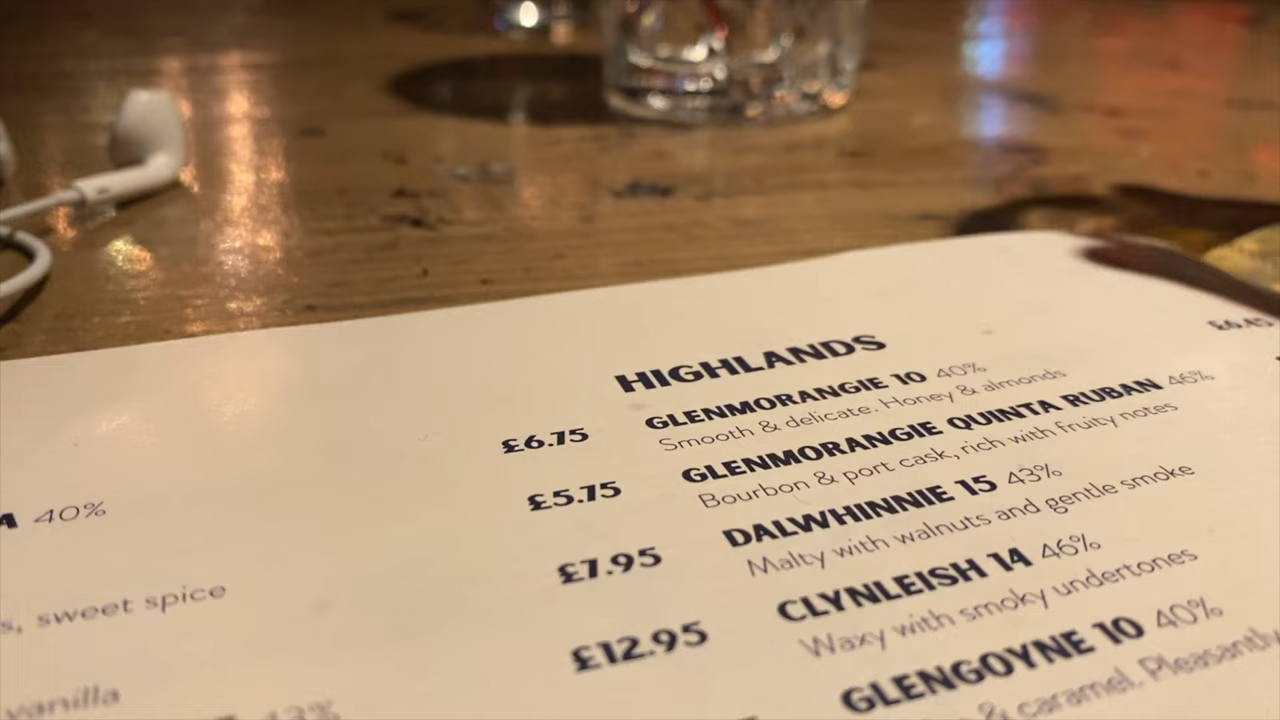 A 40%
s, sweet spice
vanilla
43%
£6.75
£5.75
£7.95
£12.95
HIGHLANDS
GLENMORANGIE 10 40%
Smooth & delicate. Honey & almonds
GLENMORANGIE QUINTA RUBAN 46%
Bourbon & port cask, rich with fruity notes
DALWHINNIE 15 43%
Malty with walnuts and gentle smoke
CLYNLEISH 14 46%
Waxy with smoky undertones
GLENGOYNE 10 40%
& caramel. Pleasantly
£6.45